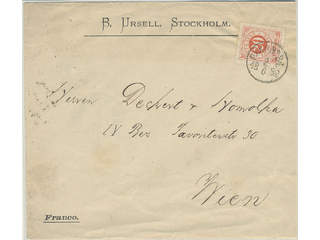 B. URSELL, STOCKHOLM.
Herren Deckert & Homolka
IV Bez Favoritenstr 30
Wien
Franco.